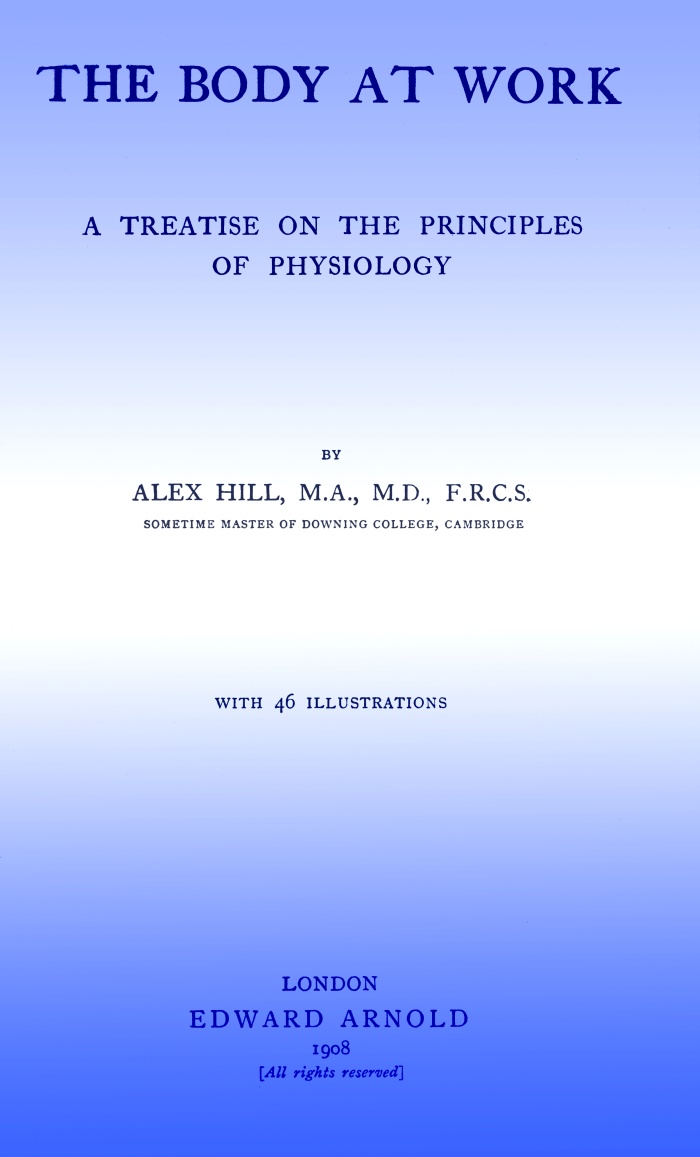 THE BODY AT WORK
A TREATISE ON THE PRINCIPLES
OF PHYSIOLOGY
BY
ALEX HILL, M.A., M.D., F.R.C.S.
SOMETIME MASTER OF DOWNING COLLEGE, CAMBRIDGE
WITH 46 ILLUSTRATIONS
LONDON
EDWARD ARNOLD
1908
[All rights reserved]